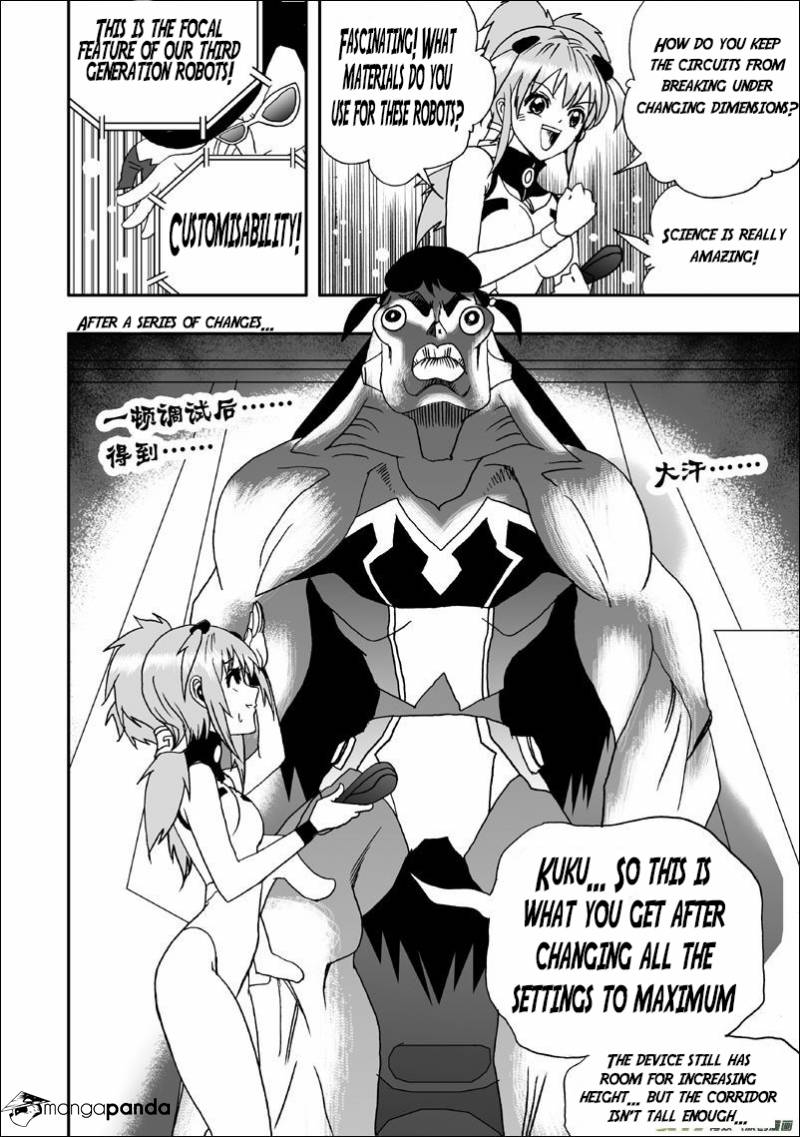 THIS IS THE FOCAL
FEATURE OF OUR THIRD
GENERATION ROBOTS!
CUSTOMISABILITY!
FASCINATING! WHAT
MATERIALS DO YOU
USE FOR THESE ROBOTS?
HOW DO YOU KEEP
THE CIRCUITS FROM
BREAKING UNDER
CHANGING DIMENSIONS?
SCIENCE IS REALLY
AMAZING!
AFTER A SERIES OF CHANGES...
一顿调试后……
得到……
大汗……
KUKU... SO THIS IS
WHAT YOU GET AFTER
CHANGING ALL THE
SETTINGS TO MAXIMUM
THE DEVICE STILL HAS
ROOM FOR INCREASING
HEIGHT... BUT THE CORRIDOR
ISN'T TALL ENOUGH...
mangapanda